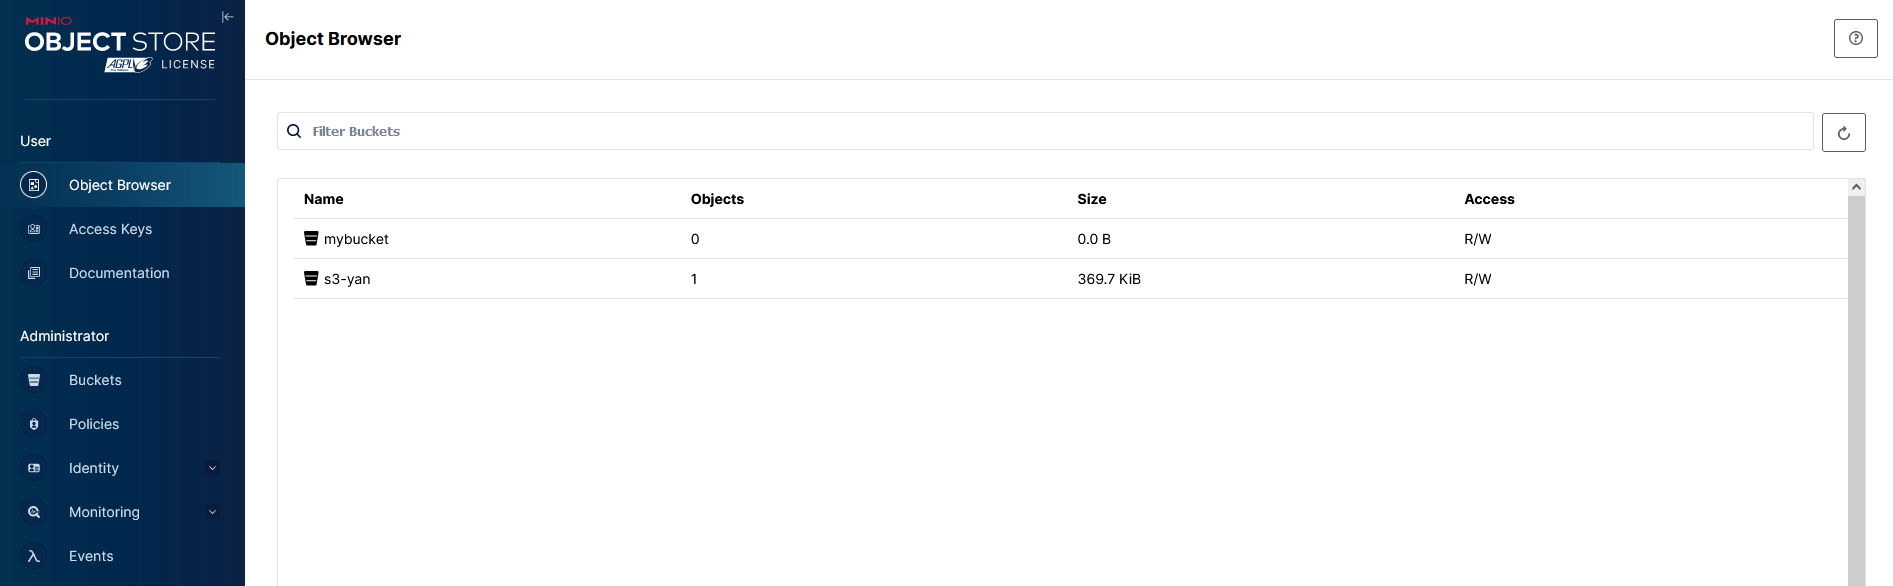 MINIO
OBJECT STORE
AGPL LICENSE
User
Object Browser
Access Keys
Documentation
Administrator
Buckets
Policies
Identity
Monitoring
Events
Object Browser
Filter Buckets
Name Objects Size Access
mybucket 0 0.0 B R/W
s3-yan 1 369.7 KiB R/W